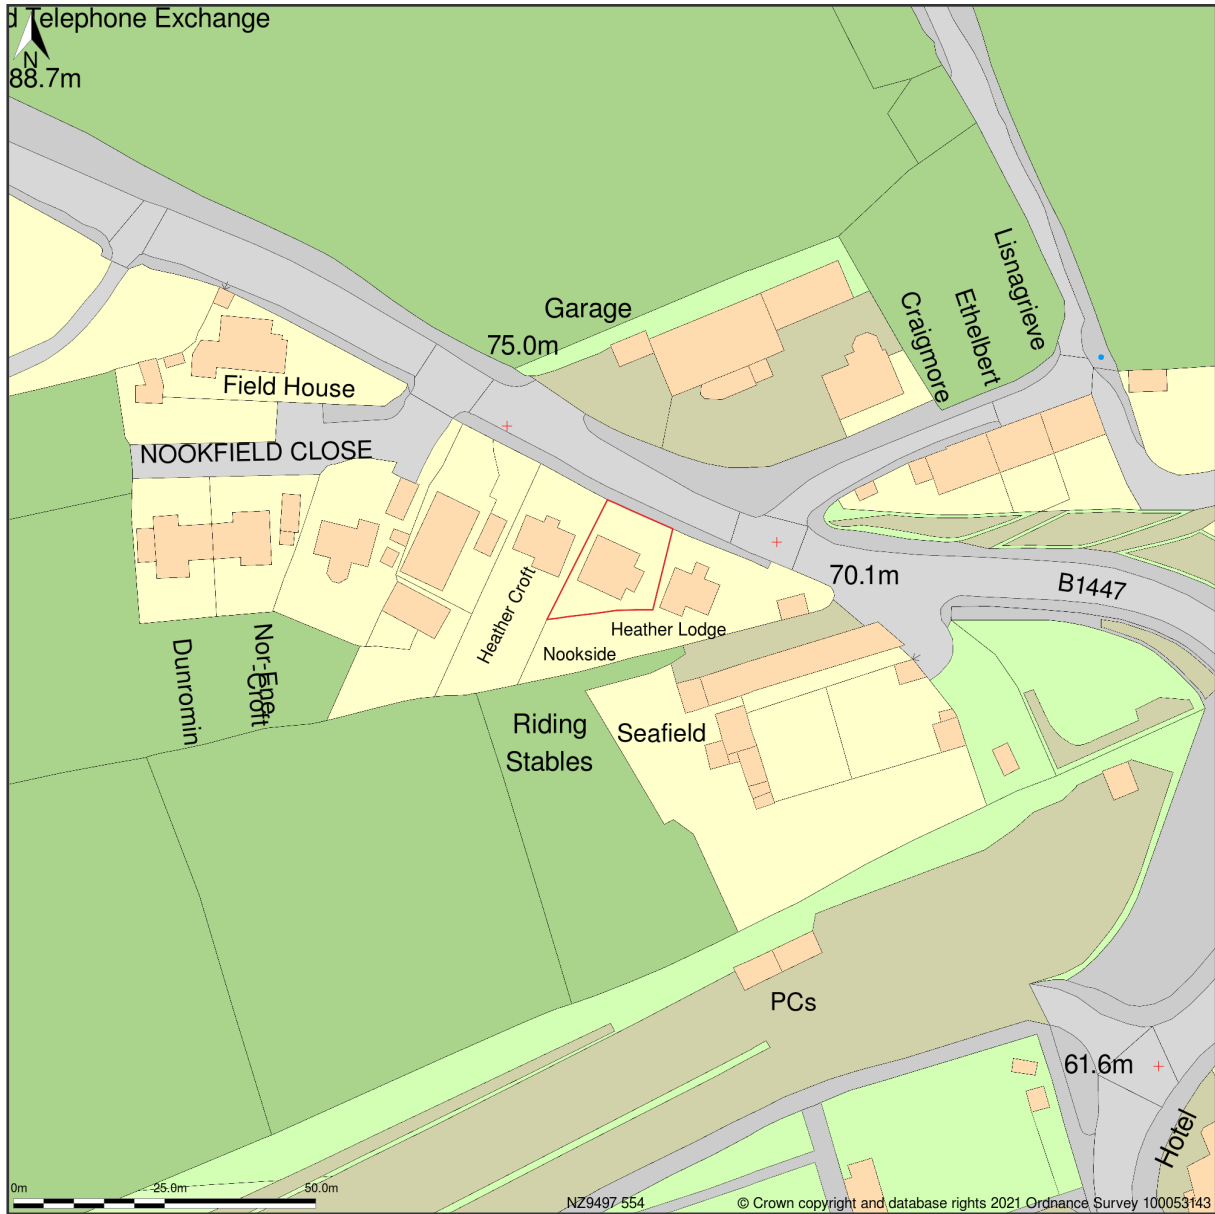 d Telephone Exchange
N
88.7m
Lisnagrieve
Ethelbert
Craigmore
Garage
75.0m
Field House
NOOKFIELD CLOSE
70.1m
B1447
Heather Croft
Heather Lodge
Nookside
Dunromin
Nor-Ene
Croft
Riding
Stables
Seafield
PCs
61.6m
Hotel
0m
25.0m
50.0m
NZ9497 554
© Crown copyright and database rights 2021 Ordnance Survey 100053143